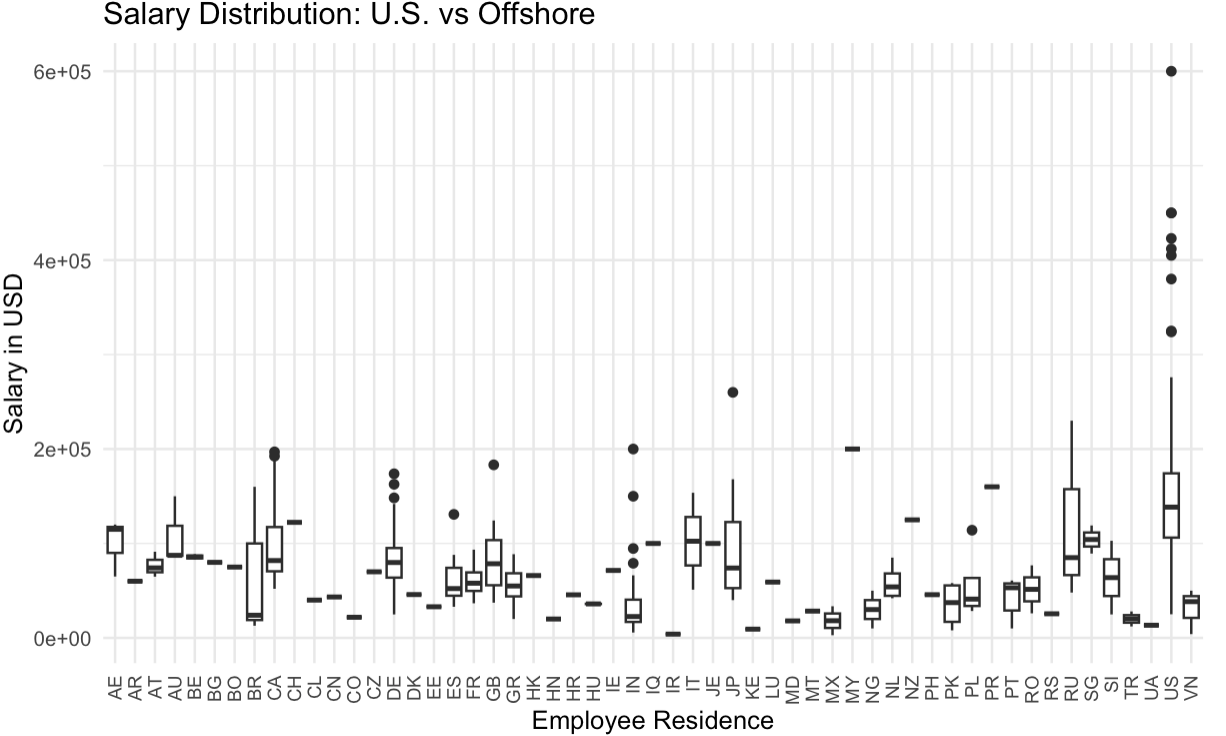 Salary Distribution: U.S. vs Offshore
Salary in USD
6e+05
4e+05
2e+05
0e+00
AE AR AT AU BE BG BO BR CA CH CL CN CO CZ DE DK EE ES FR GB GR HK HN HR HU IE IN IQ IR IT JE JP KE LU MD MT MX MY NG NL NZ PH PK PL PR PT RO RS RU SG SI TR UA US VN
Employee Residence